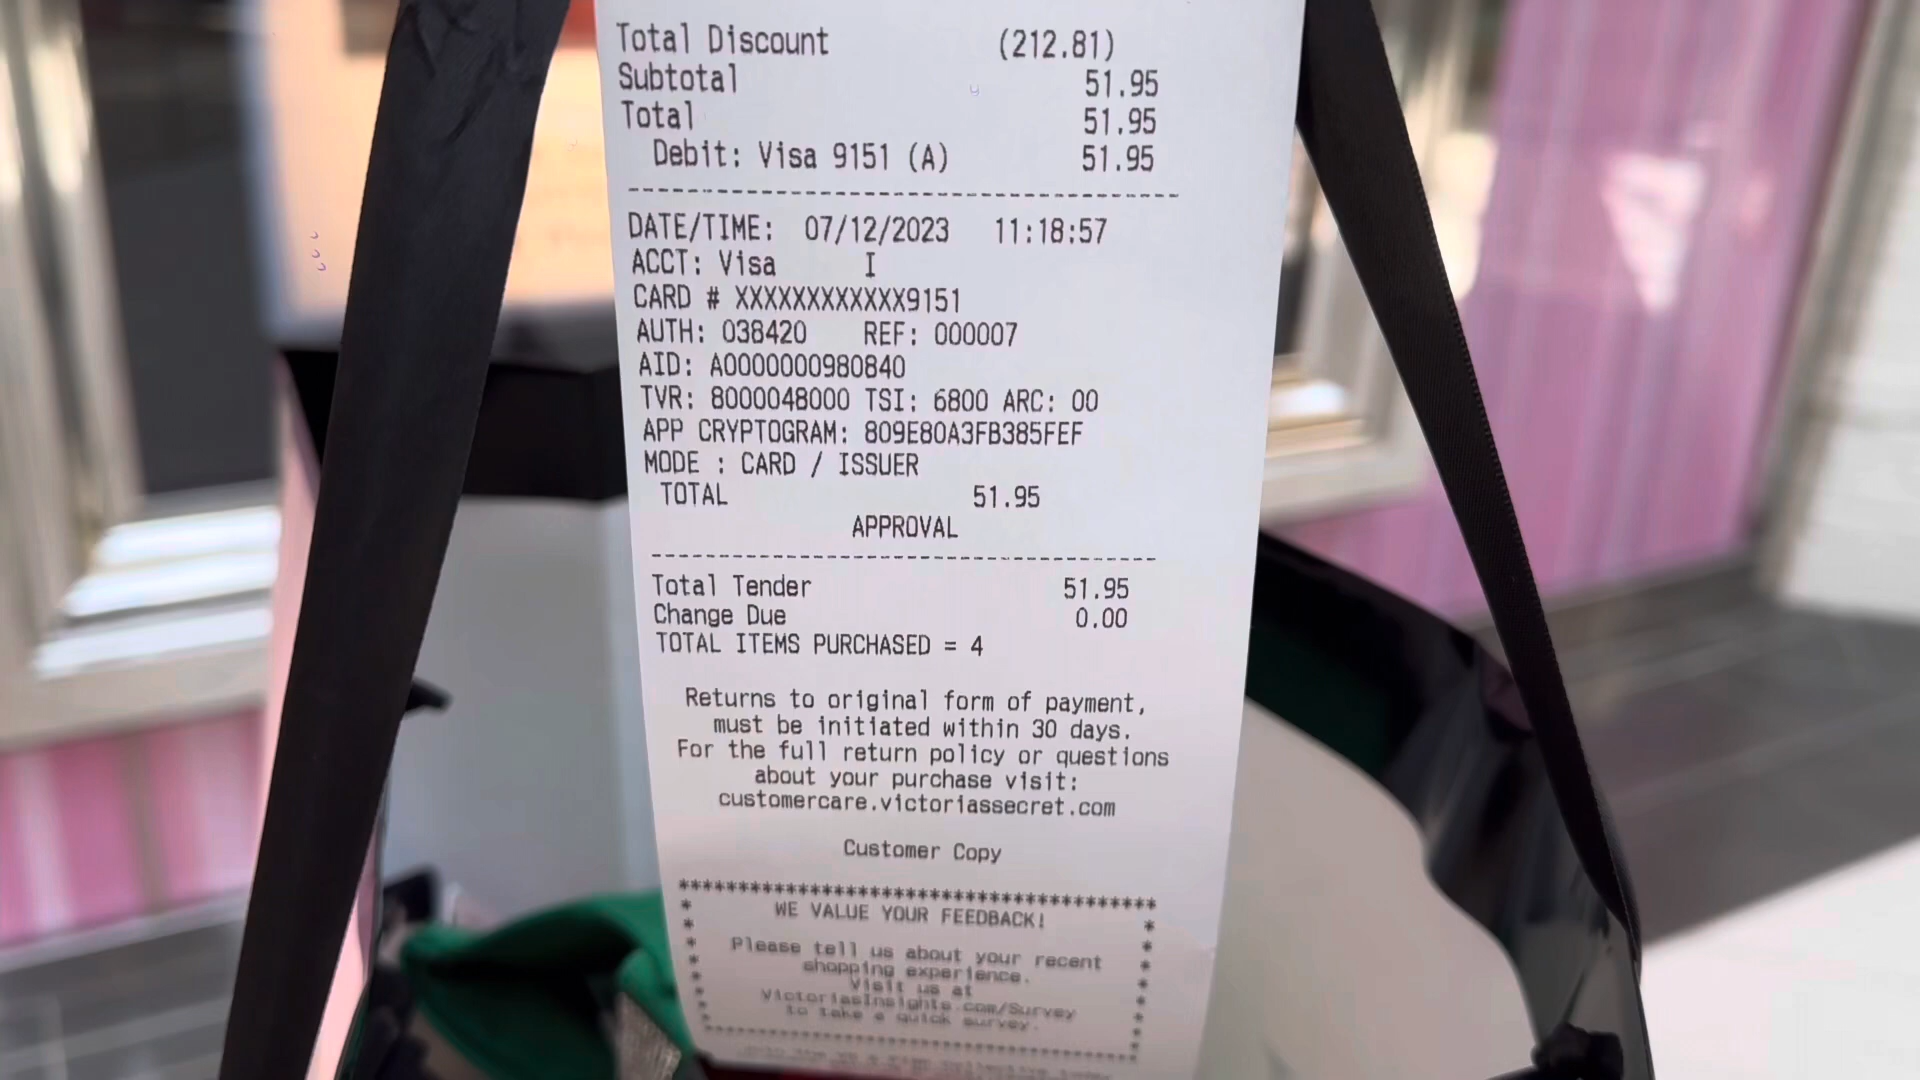 Total Discount (212.81)
Subtotal 51.95
Total 51.95
Debit: Visa 9151 (A) 51.95
--------------------------------------
DATE/TIME: 07/12/2023 11:18:57
ACCT: Visa I
CARD # XXXXXXXXXXXX9151
AUTH: 038420 REF: 000007
AID: A0000000980840
TVR: 8000048000 TSI: 6800 ARC: 00
APP CRYPTOGRAM: 809E80A3FB385FEF
MODE : CARD / ISSUER
TOTAL 51.95
APPROVAL
--------------------------------------
Total Tender 51.95
Change Due 0.00
TOTAL ITEMS PURCHASED = 4
Returns to original form of payment,
must be initiated within 30 days.
For the full return policy or questions
about your purchase visit:
customercare.victoriassecret.com
Customer Copy
****************************************
* WE VALUE YOUR FEEDBACK! *
* Please tell us about your recent *
* shopping experience. *
* Visit us at *
* VictoriasInsights.com/Survey *
* to take a quick survey. *
****************************************